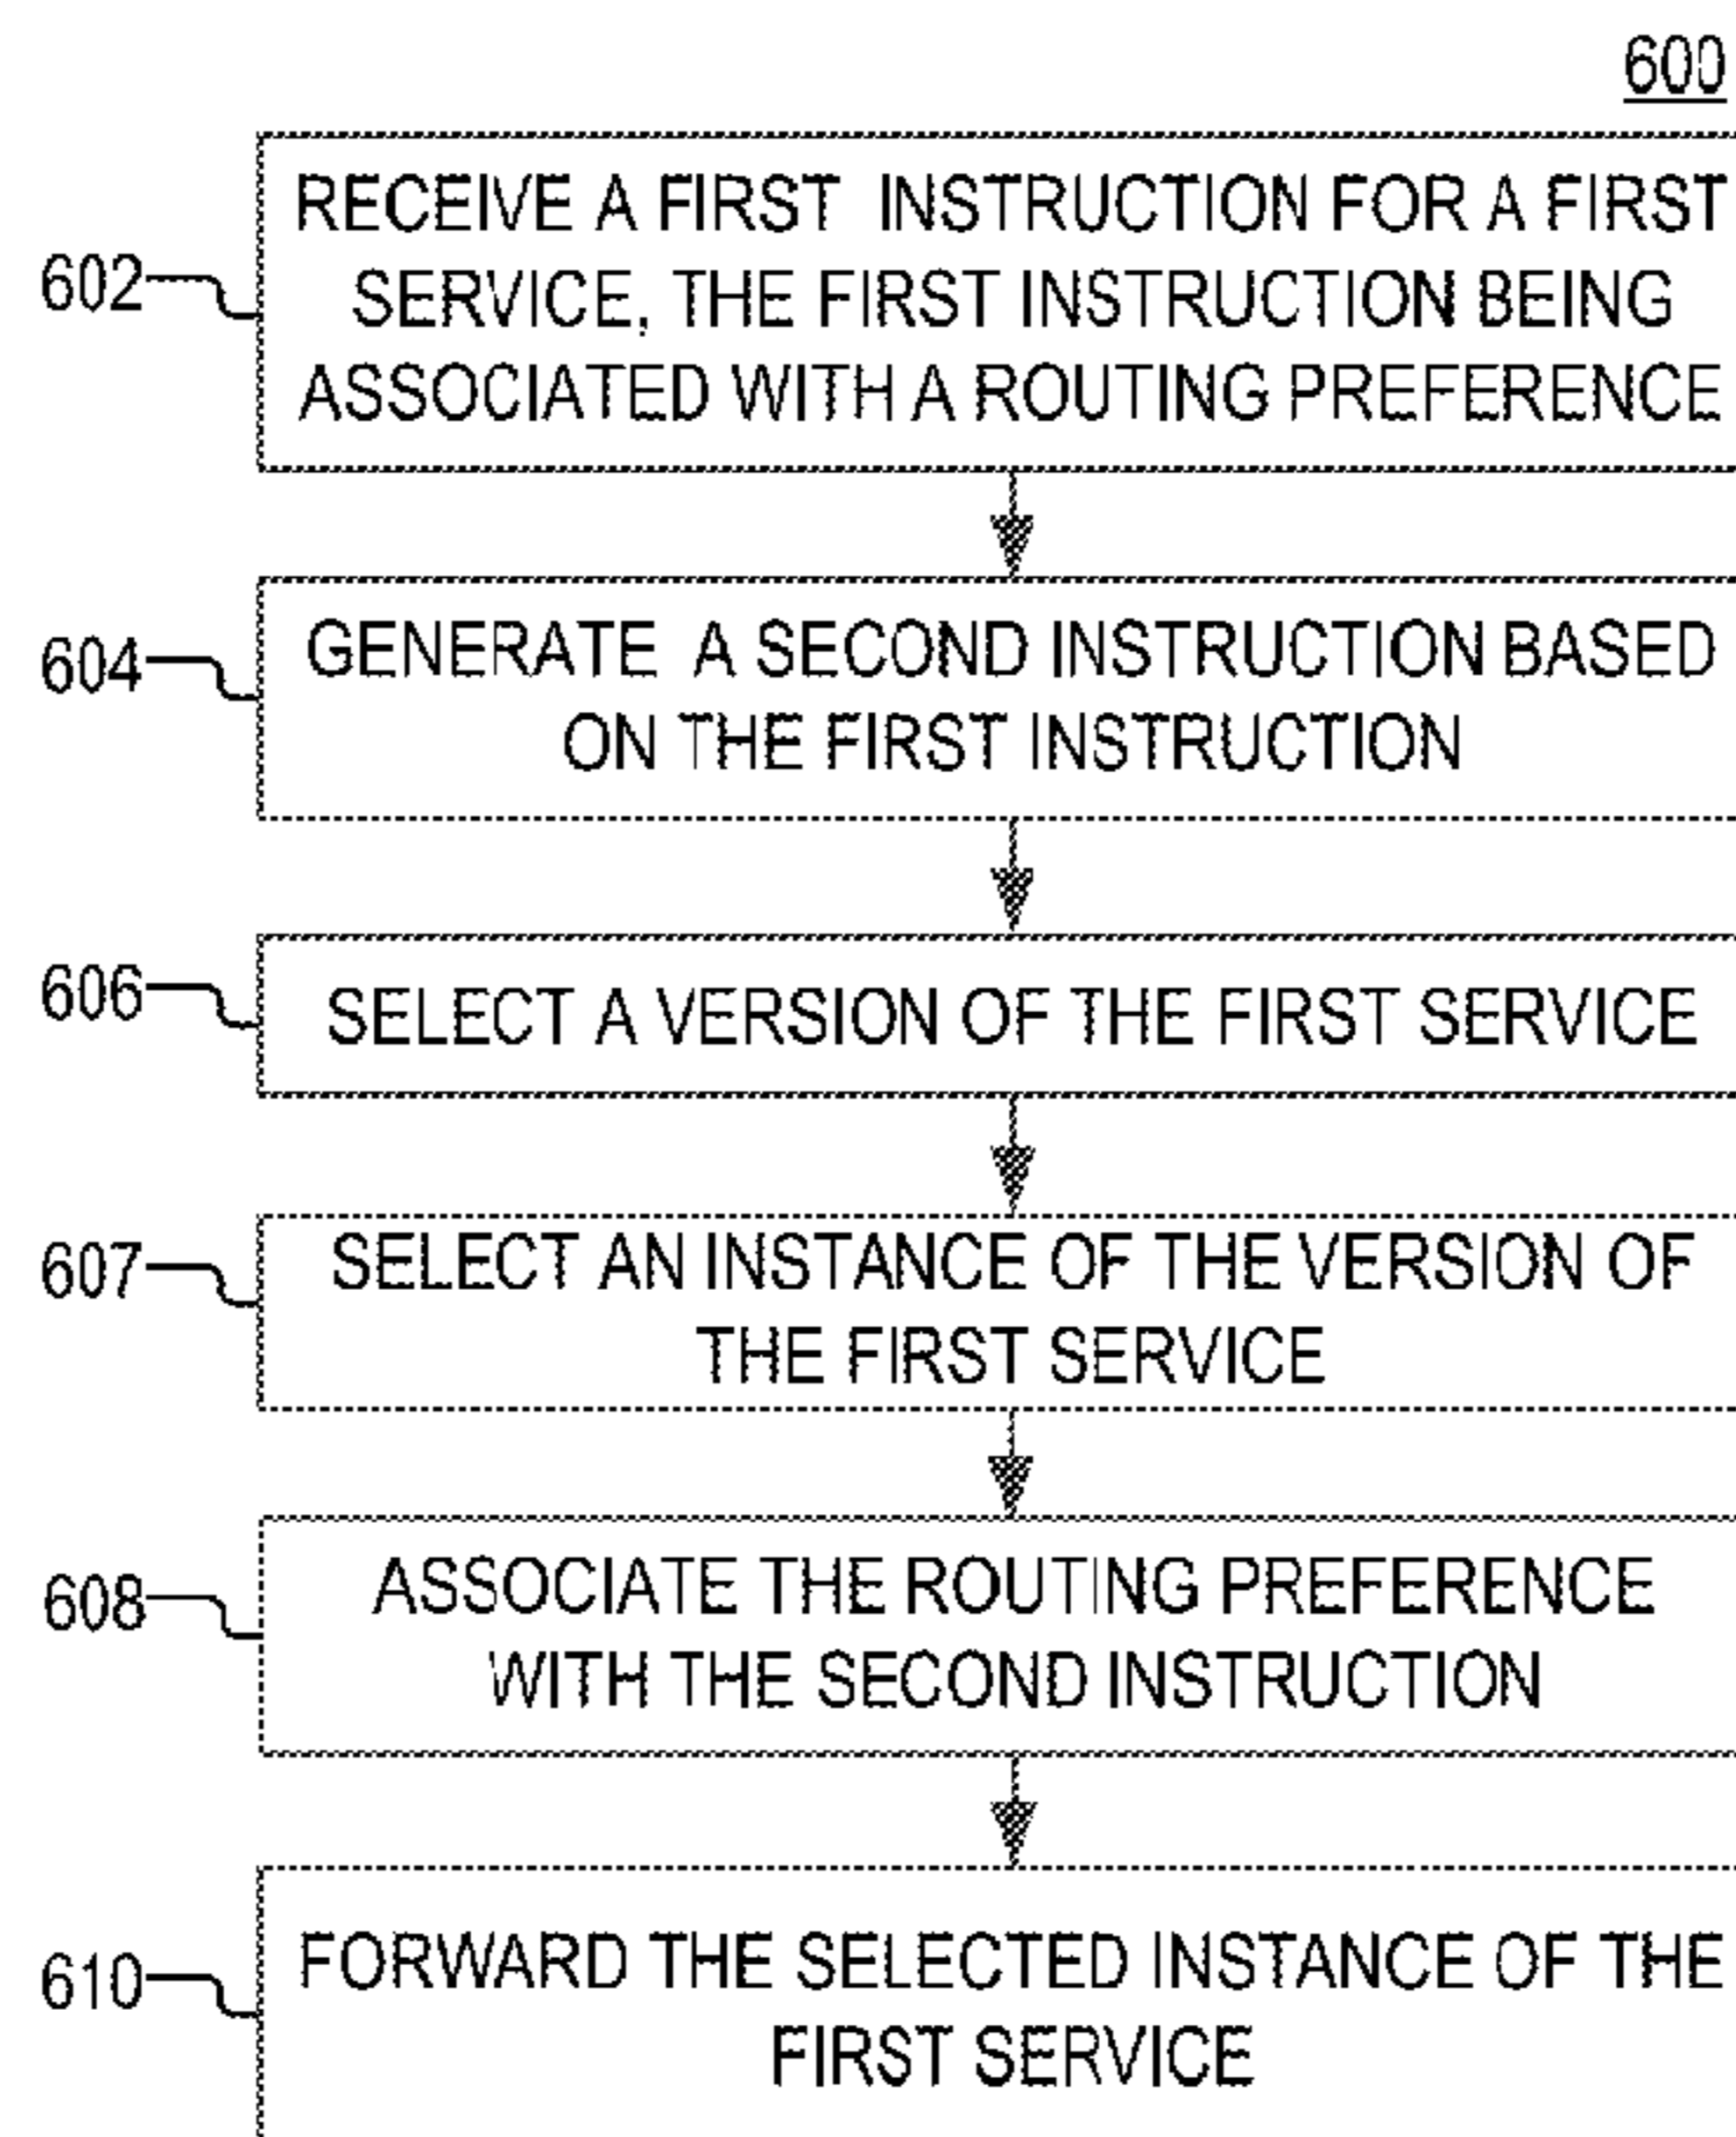 600
RECEIVE A FIRST INSTRUCTION FOR A FIRST
602
SERVICE, THE FIRST INSTRUCTION BEING
ASSOCIATED WITH A ROUTING PREFERENCE
604
GENERATE A SECOND INSTRUCTION BASED
ON THE FIRST INSTRUCTION
606
SELECT A VERSION OF THE FIRST SERVICE
607
SELECT AN INSTANCE OF THE VERSION OF
THE FIRST SERVICE
608
ASSOCIATE THE ROUTING PREFERENCE
WITH THE SECOND INSTRUCTION
610
FORWARD THE SELECTED INSTANCE OF THE
FIRST SERVICE